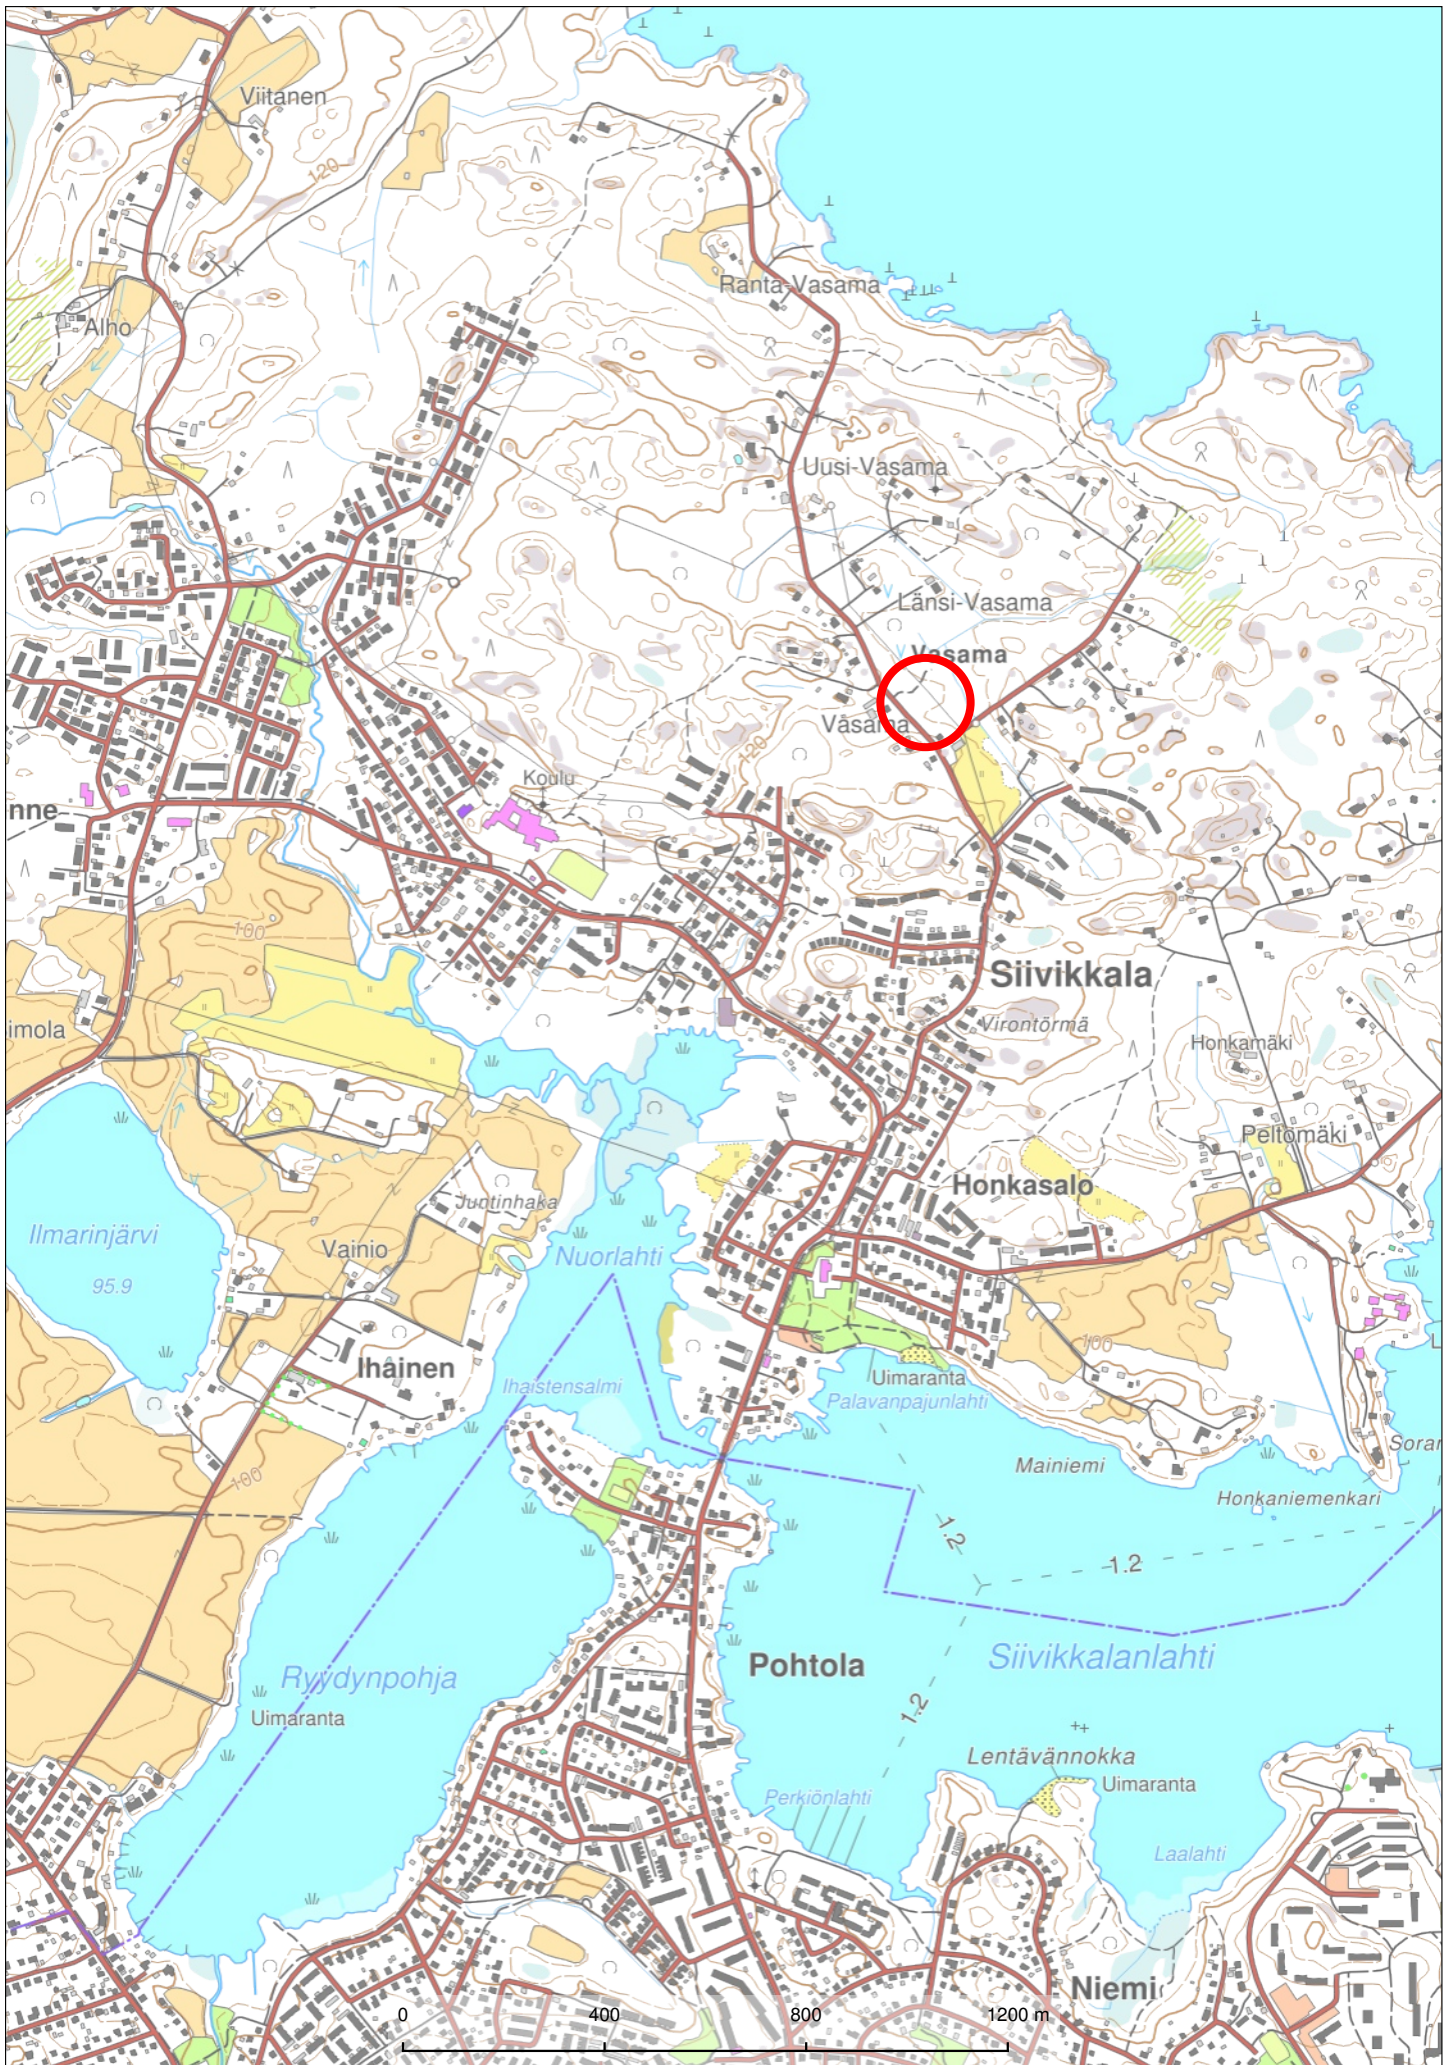 Viitanen
120
Ranta-Vasama
Alho
Uusi-Vasama
Länsi-Vasama
Vasama
Vasama
120
Koulu
nne
100
Siivikkala
imola
Virontörmä
Honkamäki
Peltomäki
Honkasalo
Juntinhaka
Ilmarinjärvi
Vainio
Nuorlahti
95.9
100
Ihainen
Uimaranta
Ihaistensalmi
Palavanpajunlahti
L
Sorar
Mainiemi
100
Honkaniemenkari
1.2
1.2
Pohtola
Siivikkalanlahti
Ryydynpohja
1.2
Uimaranta
Lentävännokka
Uimaranta
Perkiönlahti
Laalahti
Niemi
0 400 800 1200 m